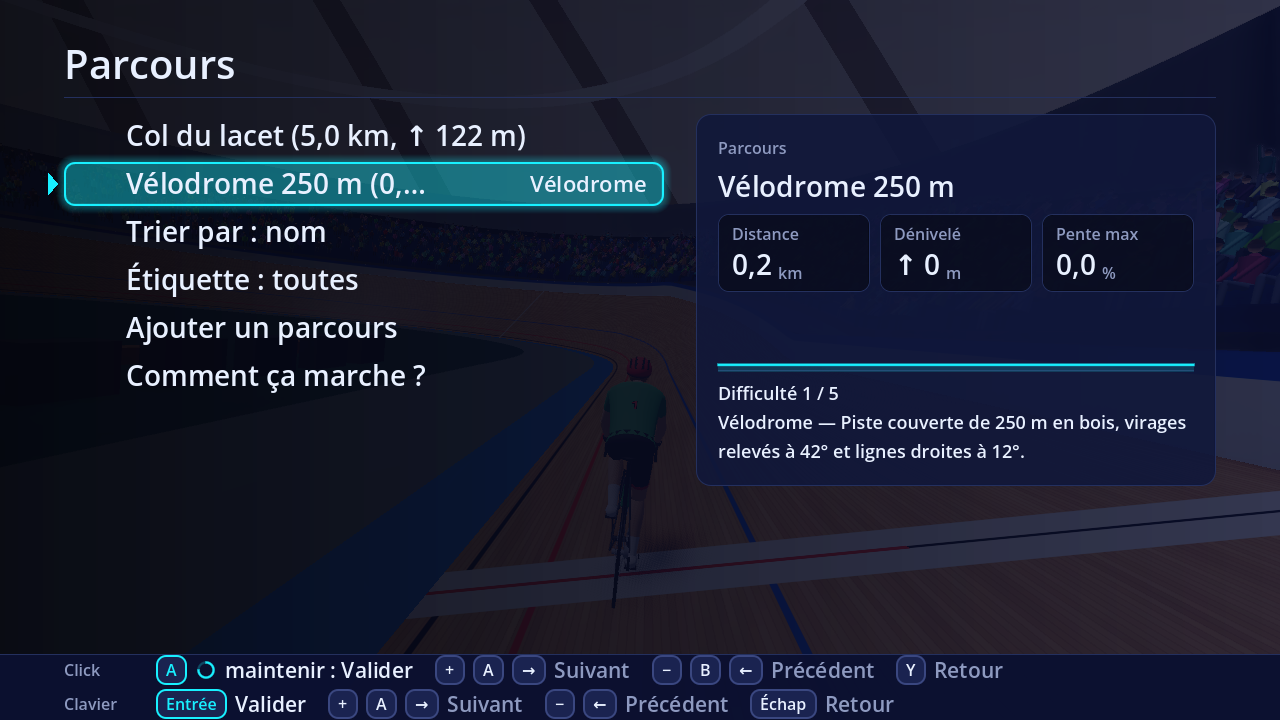 Parcours
Col du lacet (5,0 km, ↑ 122 m)
Vélodrome 250 m (0,... Vélodrome
Trier par : nom
Étiquette : toutes
Ajouter un parcours
Comment ça marche ?
Parcours
Vélodrome 250 m
Distance Dénivelé Pente max
0,2 km ↑ 0 m 0,0 %
Difficulté 1 / 5
Vélodrome — Piste couverte de 250 m en bois, virages
relevés à 42° et lignes droites à 12°.
Click A maintenir : Valider + A → Suivant − B ← Précédent Y Retour
Clavier Entrée Valider + A → Suivant − ← Précédent Échap Retour